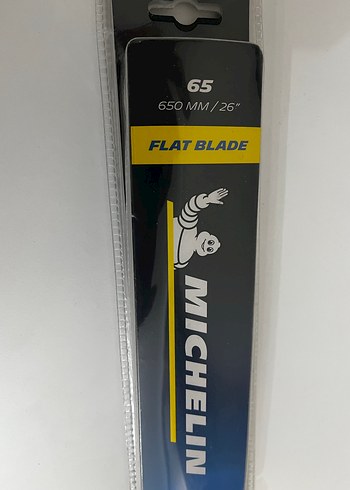 65
650 MM / 26"
FLAT BLADE
MICHELIN